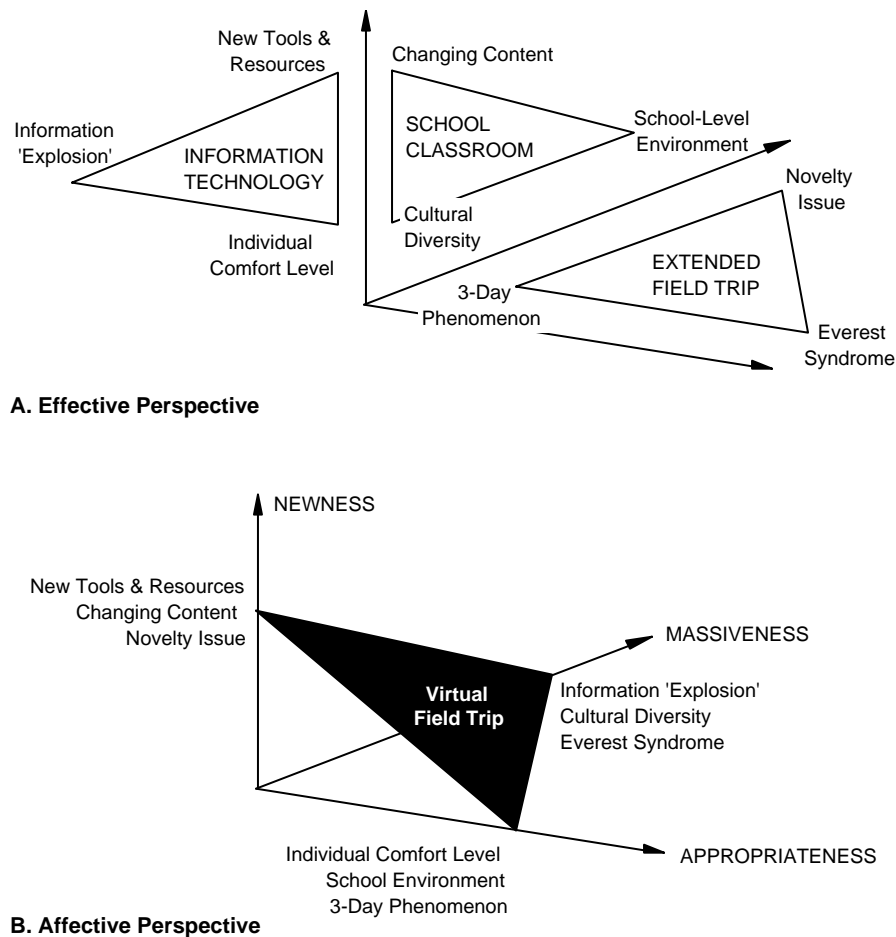 New Tools &
Resources
Changing Content
Information
'Explosion'
INFORMATION
TECHNOLOGY
SCHOOL
CLASSROOM
School-Level
Environment
Individual
Comfort Level
Cultural
Diversity
Novelty
Issue
EXTENDED
FIELD TRIP
3-Day
Phenomenon
Everest
Syndrome
A. Effective Perspective
NEWNESS
New Tools & Resources
Changing Content
Novelty Issue
MASSIVENESS
Virtual
Field Trip
Information 'Explosion'
Cultural Diversity
Everest Syndrome
Individual Comfort Level
School Environment
3-Day Phenomenon
APPROPRIATENESS
B. Affective Perspective